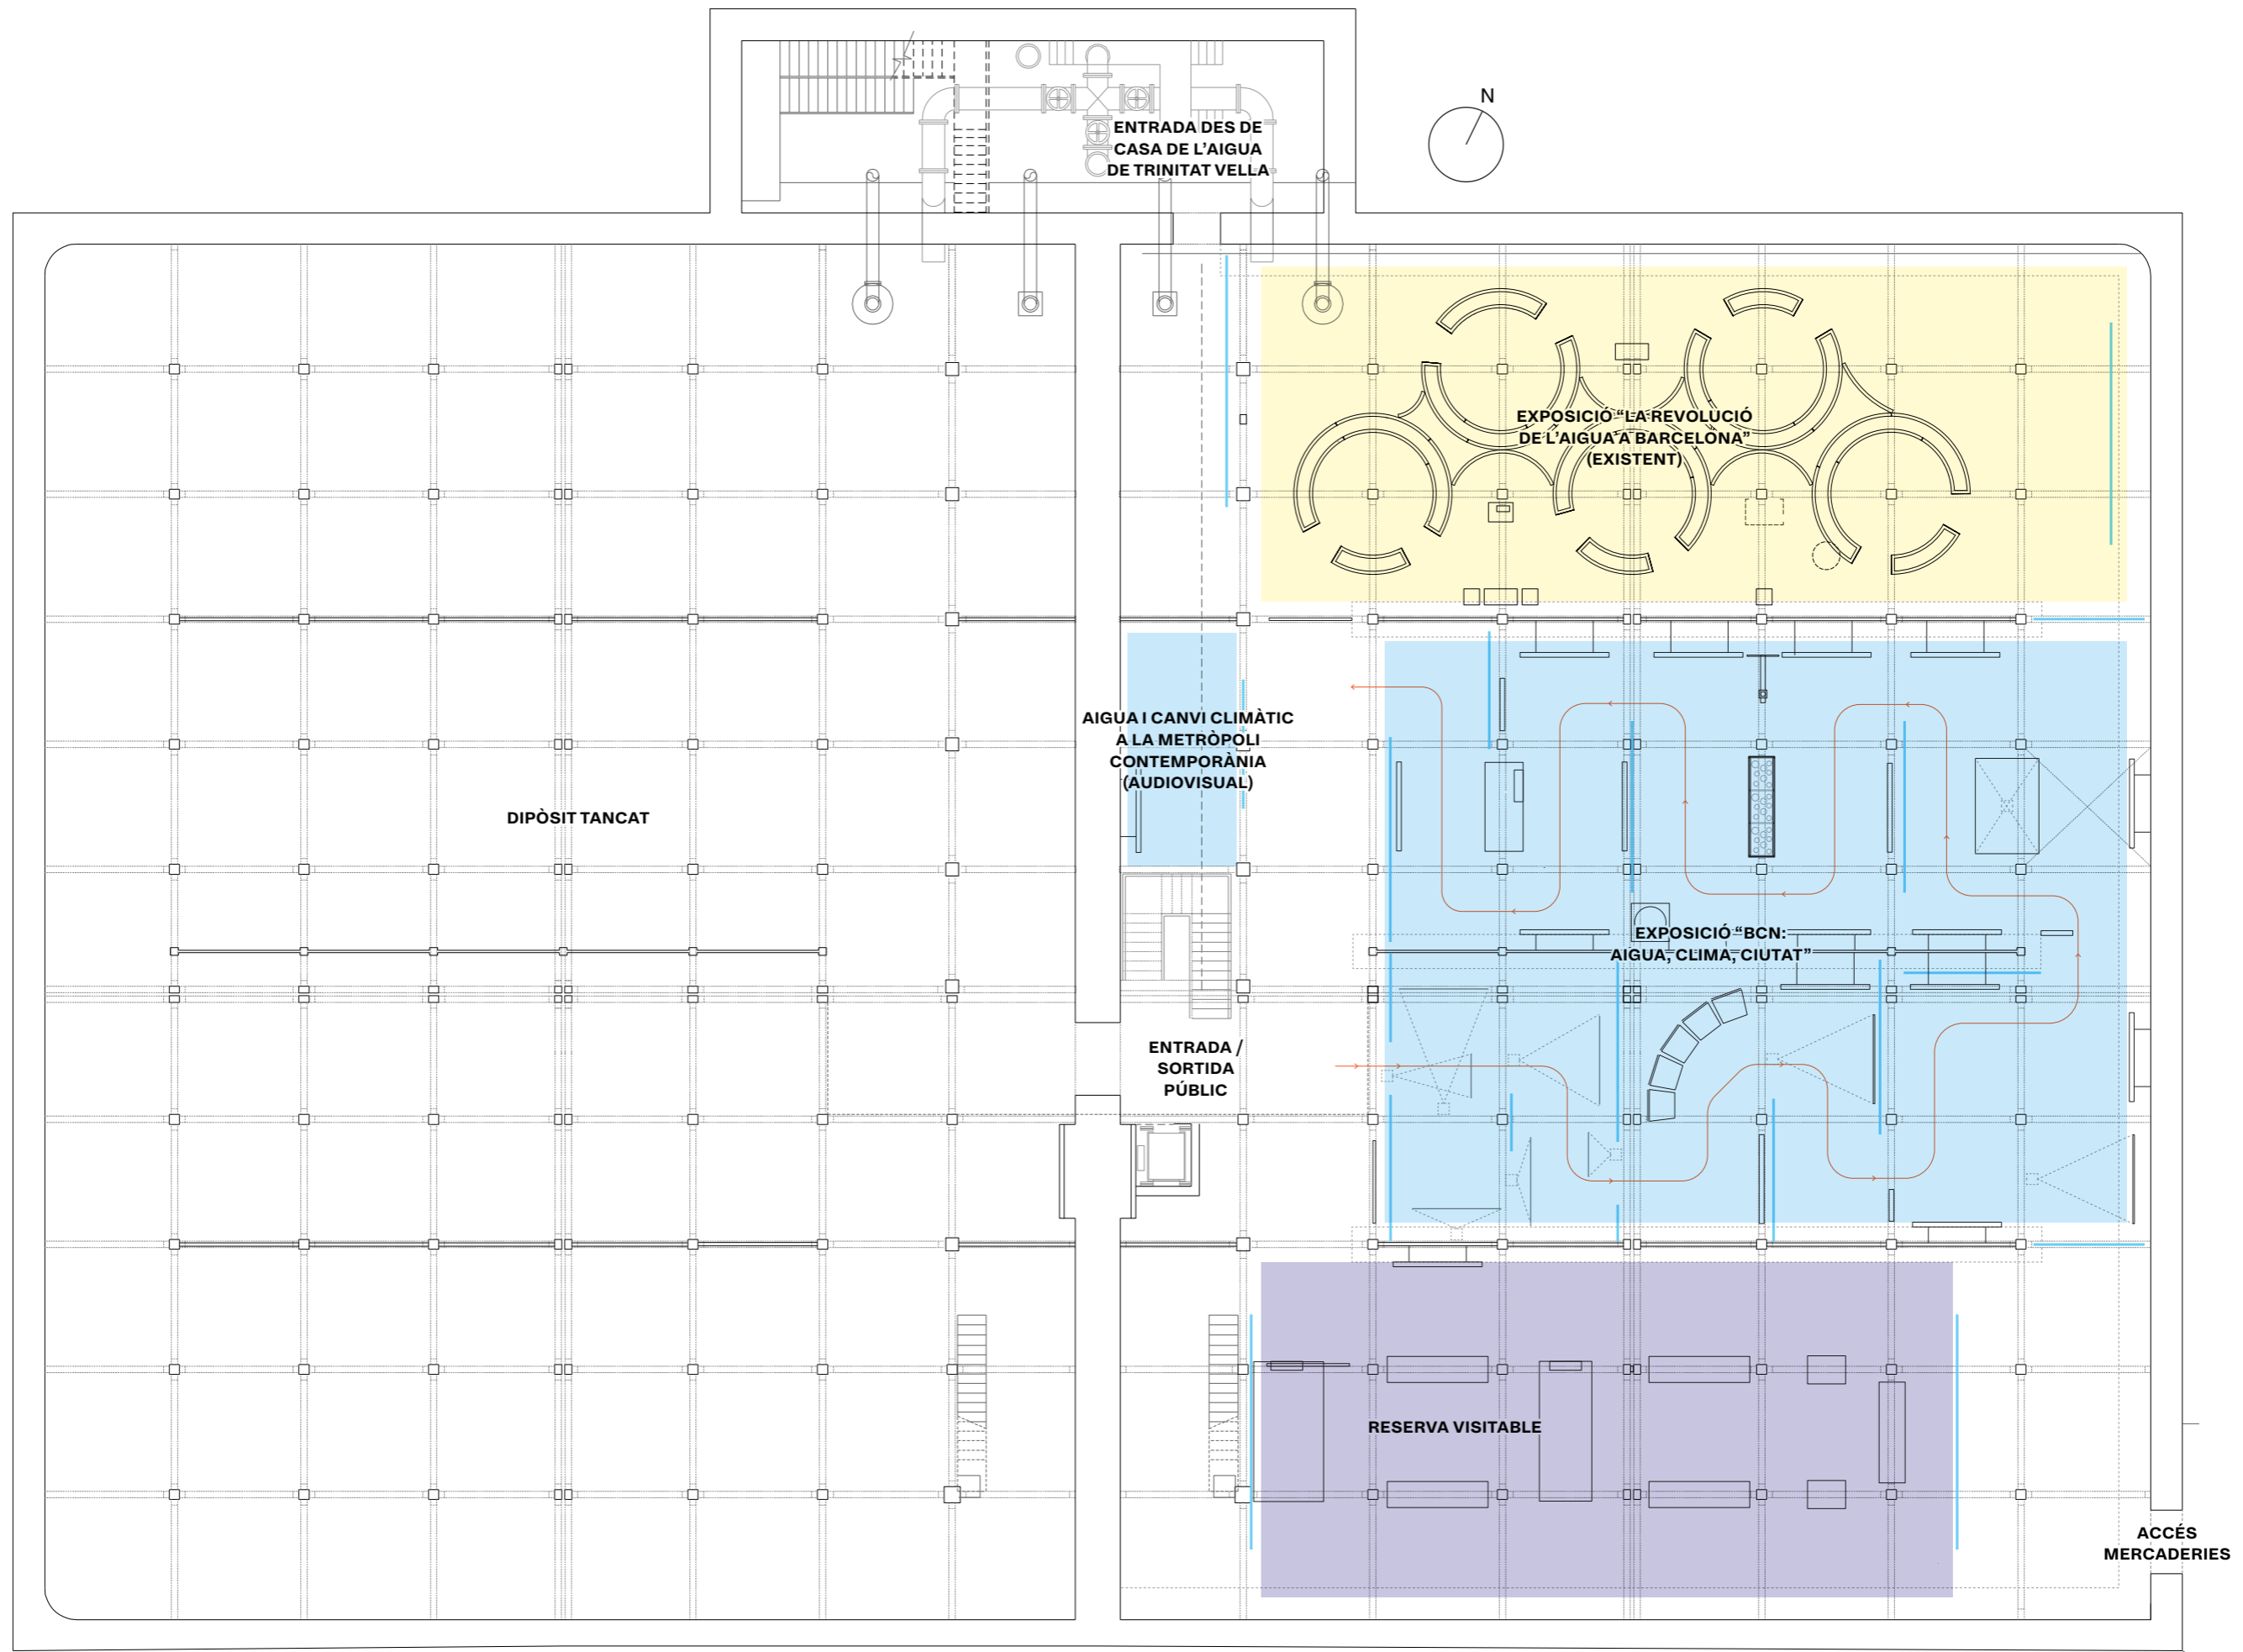 N
ENTRADA DES DE
CASA DE L'AIGUA
DE TRINITAT VELLA
EXPOSICIÓ “LA REVOLUCIÓ
DE L'AIGUA A BARCELONA”
(EXISTENT)
AIGUA I CANVI CLIMÀTIC
A LA METRÒPOLI
CONTEMPORÀNIA
(AUDIOVISUAL)
DIPÒSIT TANCAT
EXPOSICIÓ “BCN:
AIGUA, CLIMA, CIUTAT”
ENTRADA /
SORTIDA
PÚBLIC
RESERVA VISITABLE
ACCÉS
MERCADERIES